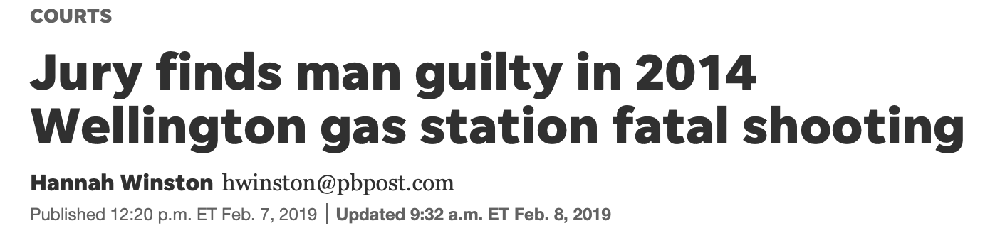 COURTS
Jury finds man guilty in 2014
Wellington gas station fatal shooting
Hannah Winston hwinston@pbpost.com
Published 12:20 p.m. ET Feb. 7, 2019 | Updated 9:32 a.m. ET Feb. 8, 2019